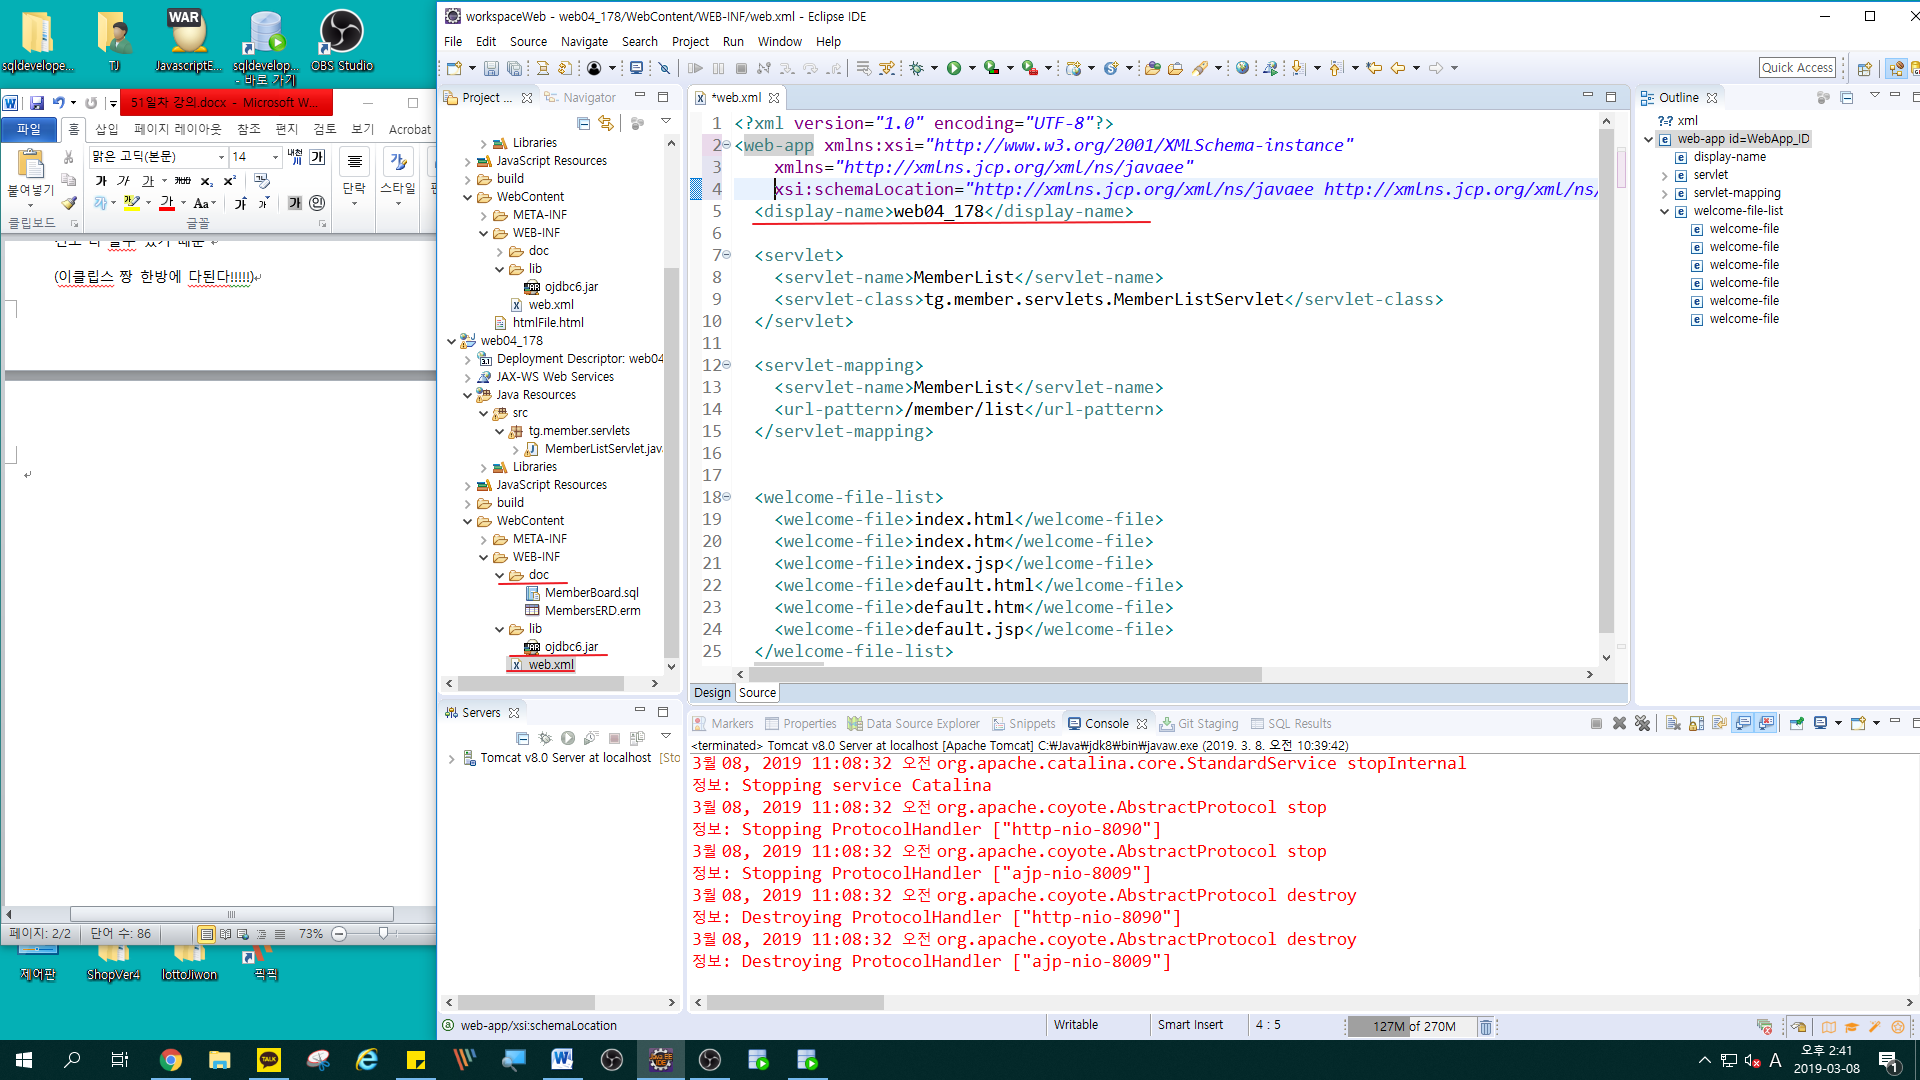 sqldevelope...
TJ
WAR
JavascriptE...
sqldevelop...
- 바로 가기
OBS Studio
51일차 강의.docx - Microsoft W...
파일
홈
삽입
페이지 레이아웃
참조
편지
검토
보기
Acrobat
붙여넣기
클립보드
맑은 고딕(본문)
14
가 가 가
글꼴
단락
스타일
(이클립스 짱 한방에 다된다!!!!!)
페이지: 2/2
단어 수: 86
73%
제어판
ShopVer4
lottoJiwon
픽픽
workspaceWeb - web04_178/WebContent/WEB-INF/web.xml - Eclipse IDE
File Edit Source Navigate Search Project Run Window Help
Quick Access
Project ...
Navigator
Libraries
JavaScript Resources
build
WebContent
META-INF
WEB-INF
doc
lib
ojdbc6.jar
web.xml
htmlFile.html
web04_178
Deployment Descriptor: web04
JAX-WS Web Services
Java Resources
src
tg.member.servlets
MemberListServlet.jav
Libraries
JavaScript Resources
build
WebContent
META-INF
WEB-INF
doc
MemberBoard.sql
MembersERD.erm
lib
ojdbc6.jar
web.xml
Servers
Tomcat v8.0 Server at localhost [Sto
*web.xml
1 <?xml version="1.0" encoding="UTF-8"?>
2 <web-app xmlns:xsi="http://www.w3.org/2001/XMLSchema-instance"
3 xmlns="http://xmlns.jcp.org/xml/ns/javaee"
4 xsi:schemaLocation="http://xmlns.jcp.org/xml/ns/javaee http://xmlns.jcp.org/xml/ns/
5 <display-name>web04_178</display-name>
6
7 <servlet>
8 <servlet-name>MemberList</servlet-name>
9 <servlet-class>tg.member.servlets.MemberListServlet</servlet-class>
10 </servlet>
11
12 <servlet-mapping>
13 <servlet-name>MemberList</servlet-name>
14 <url-pattern>/member/list</url-pattern>
15 </servlet-mapping>
16
17
18 <welcome-file-list>
19 <welcome-file>index.html</welcome-file>
20 <welcome-file>index.htm</welcome-file>
21 <welcome-file>index.jsp</welcome-file>
22 <welcome-file>default.html</welcome-file>
23 <welcome-file>default.htm</welcome-file>
24 <welcome-file>default.jsp</welcome-file>
25 </welcome-file-list>
Design Source
Outline
xml
web-app id=WebApp_ID
display-name
servlet
servlet-mapping
welcome-file-list
welcome-file
welcome-file
welcome-file
welcome-file
welcome-file
welcome-file
Markers Properties Data Source Explorer Snippets Console Git Staging SQL Results
<terminated> Tomcat v8.0 Server at localhost [Apache Tomcat] C:₩Java₩jdk8₩bin₩javaw.exe (2019. 3. 8. 오전 10:39:42)
3월 08, 2019 11:08:32 오전 org.apache.catalina.core.StandardService stopInternal
정보: Stopping service Catalina
3월 08, 2019 11:08:32 오전 org.apache.coyote.AbstractProtocol stop
정보: Stopping ProtocolHandler ["http-nio-8090"]
3월 08, 2019 11:08:32 오전 org.apache.coyote.AbstractProtocol stop
정보: Stopping ProtocolHandler ["ajp-nio-8009"]
3월 08, 2019 11:08:32 오전 org.apache.coyote.AbstractProtocol destroy
정보: Destroying ProtocolHandler ["http-nio-8090"]
3월 08, 2019 11:08:32 오전 org.apache.coyote.AbstractProtocol destroy
정보: Destroying ProtocolHandler ["ajp-nio-8009"]
web-app/xsi:schemaLocation
Writable
Smart Insert
4 : 5
127M of 270M
TALK
A
오후 2:41
2019-03-08
1